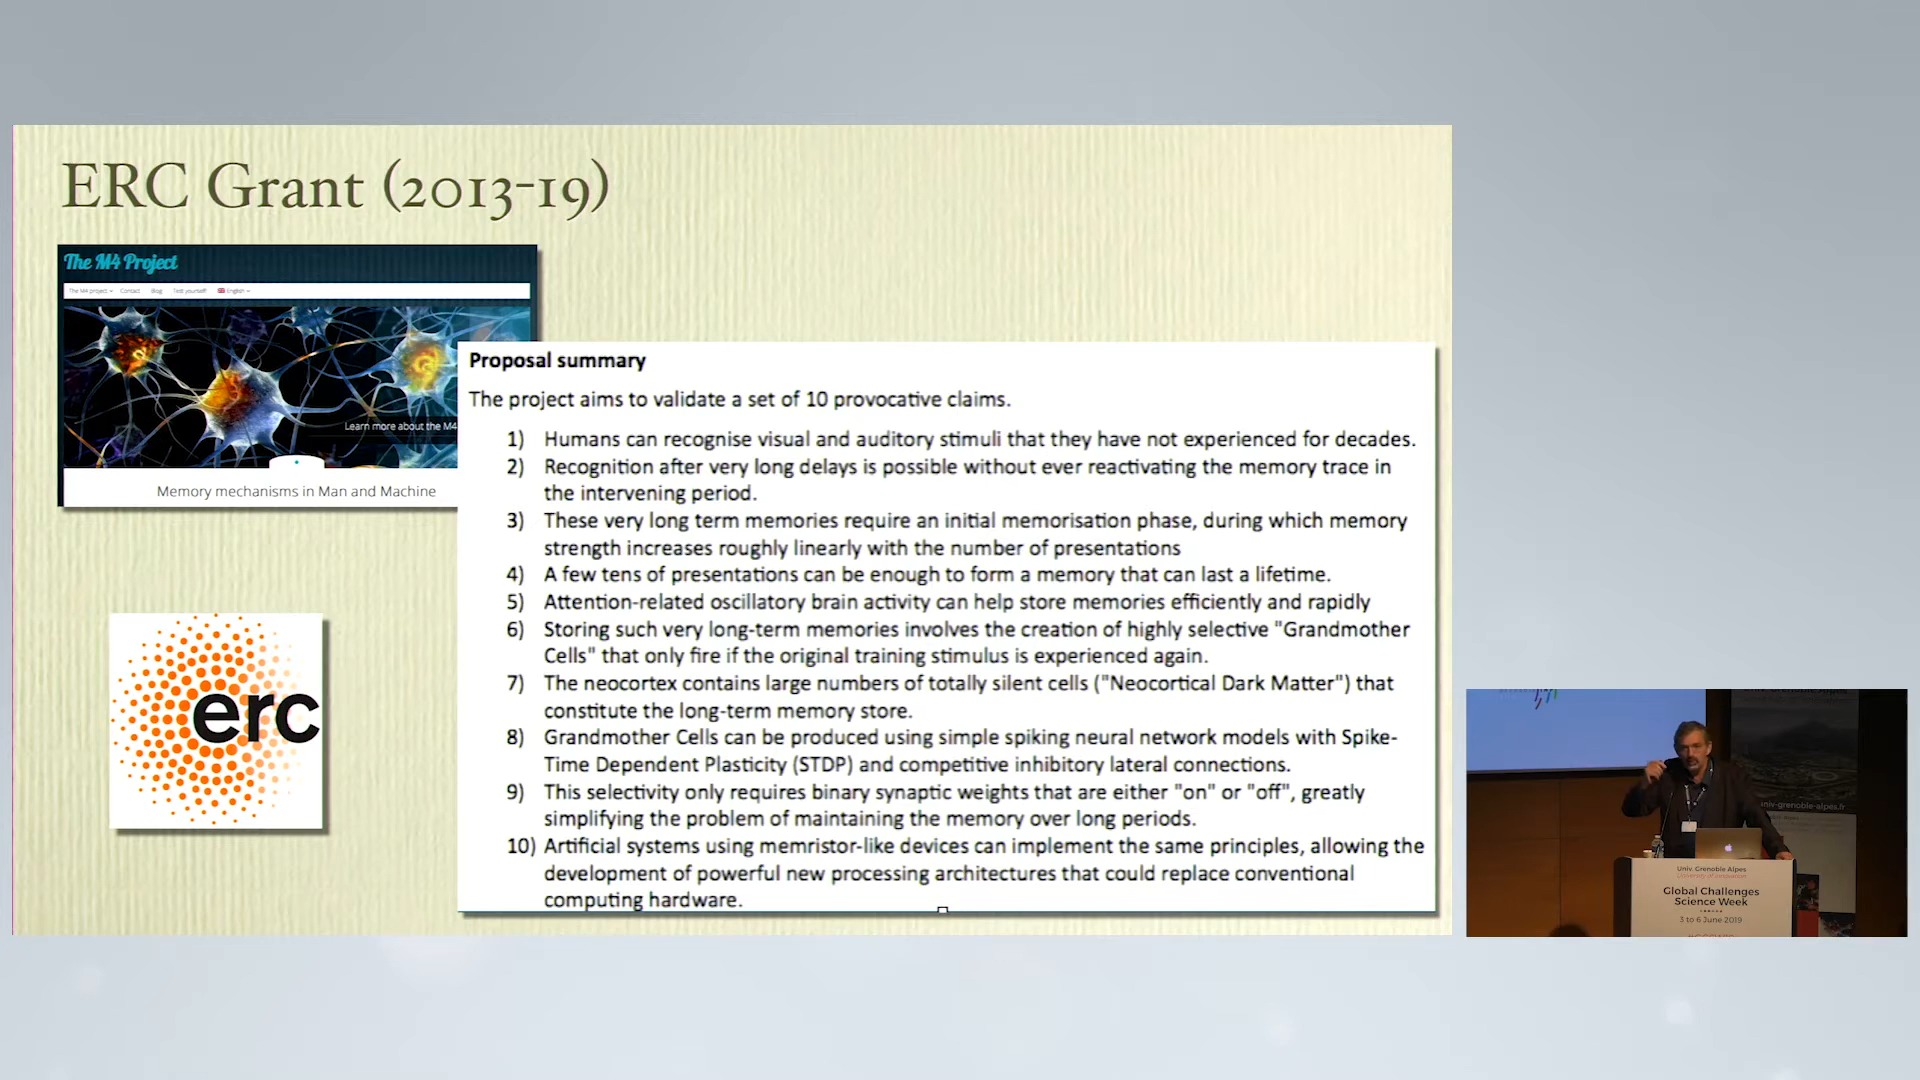 ERC Grant (2013-19)
The M4 Project
The M4 project Contact Blog Test yourself! English
Learn more about the M4
Memory mechanisms in Man and Machine
erc
Proposal summary
The project aims to validate a set of 10 provocative claims.
1) Humans can recognise visual and auditory stimuli that they have not experienced for decades.
2) Recognition after very long delays is possible without ever reactivating the memory trace in
the intervening period.
3) These very long term memories require an initial memorisation phase, during which memory
strength increases roughly linearly with the number of presentations
4) A few tens of presentations can be enough to form a memory that can last a lifetime.
5) Attention-related oscillatory brain activity can help store memories efficiently and rapidly
6) Storing such very long-term memories involves the creation of highly selective "Grandmother
Cells" that only fire if the original training stimulus is experienced again.
7) The neocortex contains large numbers of totally silent cells ("Neocortical Dark Matter") that
constitute the long-term memory store.
8) Grandmother Cells can be produced using simple spiking neural network models with Spike-
Time Dependent Plasticity (STDP) and competitive inhibitory lateral connections.
9) This selectivity only requires binary synaptic weights that are either "on" or "off", greatly
simplifying the problem of maintaining the memory over long periods.
10) Artificial systems using memristor-like devices can implement the same principles, allowing the
development of powerful new processing architectures that could replace conventional
computing hardware.
univ-grenoble-alpes.fr
Univ. Grenoble Alpes
Global Challenges
Science Week
3 to 6 June 2019